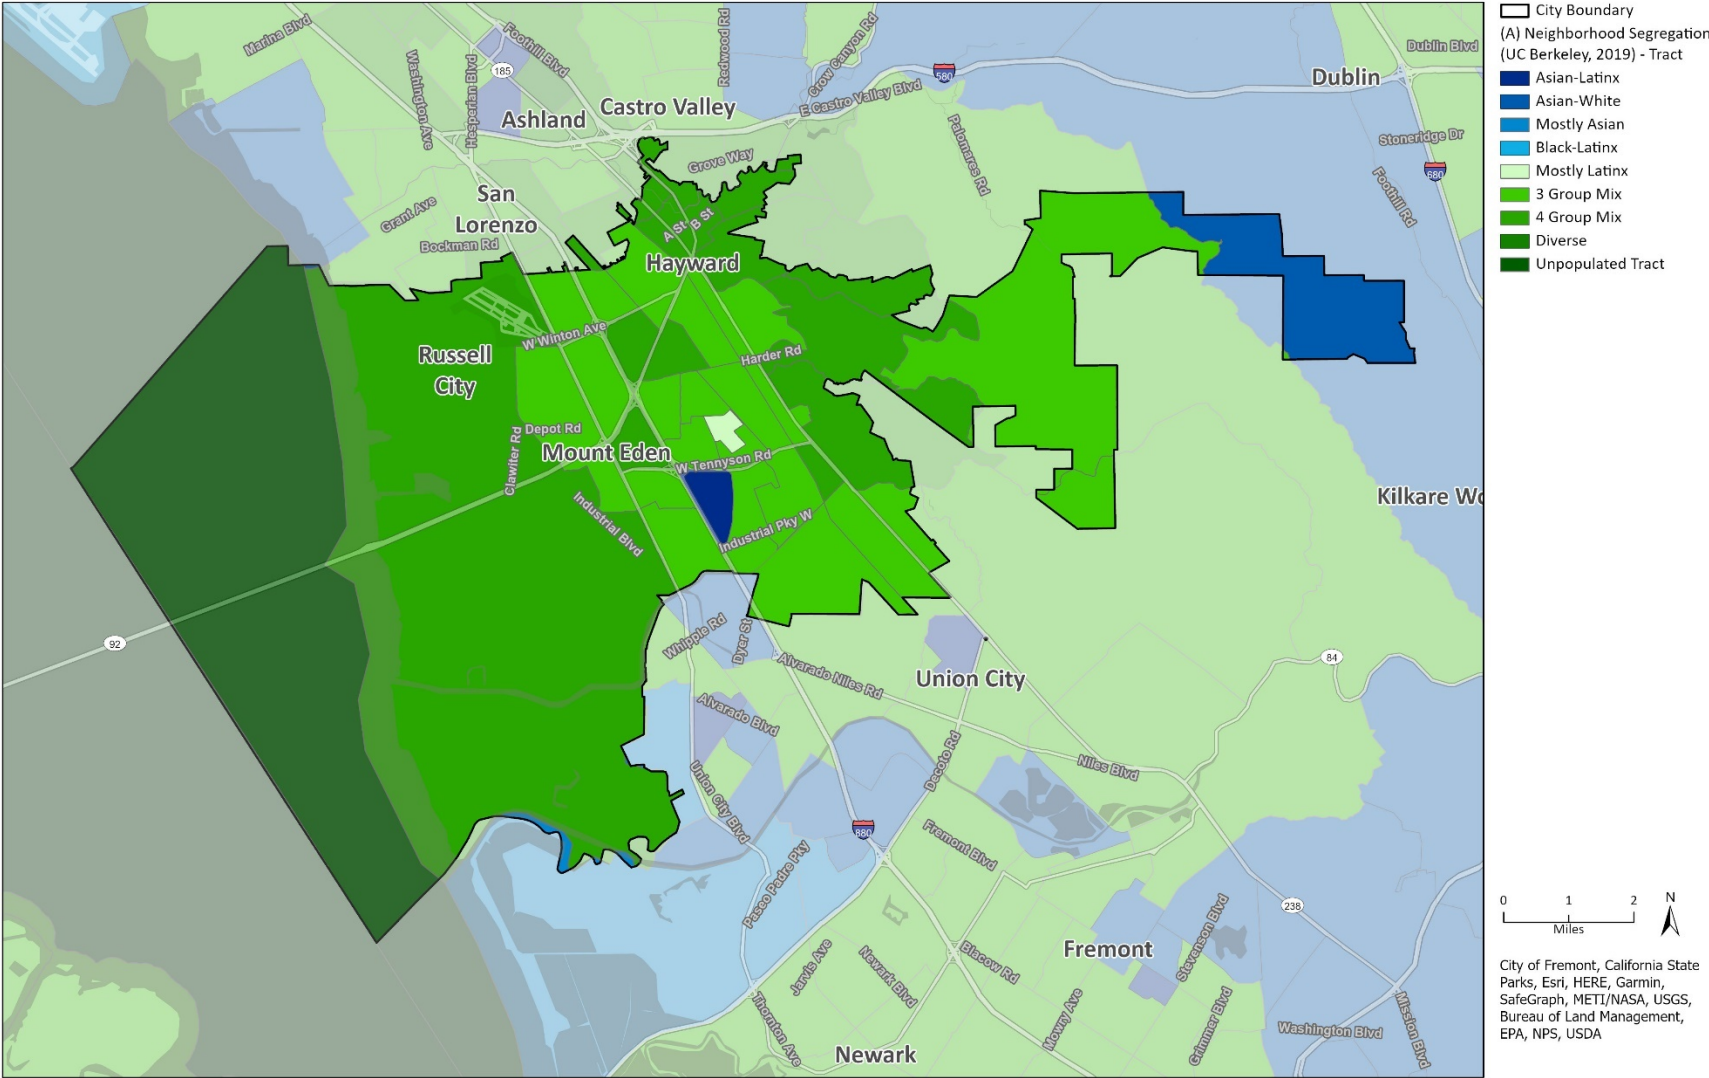 City Boundary
(A) Neighborhood Segregation
(UC Berkeley, 2019) - Tract
Asian-Latinx
Asian-White
Mostly Asian
Black-Latinx
Mostly Latinx
3 Group Mix
4 Group Mix
Diverse
Unpopulated Tract
Marina Blvd
Washington Ave
Hesperian Blvd
Foothill Blvd
185
Redwood Rd
Crow Canyon Rd
E Castro Valley Blvd
580
Dublin Blvd
Dublin
Castro Valley
Ashland
Stoneridge Dr
680
Foothill Rd
Palomares Rd
Grove Way
San
Lorenzo
Grant Ave
Bockman Rd
A St
B St
Hayward
W Winton Ave
Harder Rd
Russell
City
Depot Rd
Clawiter Rd
Mount Eden
W Tennyson Rd
Industrial Blvd
Industrial Pky W
Kilkare Wo
92
Whipple Rd
Dyer St
Alvarado Niles Rd
Union City
84
Alvarado Blvd
Union City Blvd
Decoto Rd
Niles Blvd
880
Fremont Blvd
Paseo Padre Pky
238
Stevenson Blvd
Fremont
Blacow Rd
Jarvis Ave
Newark Blvd
Thornton Ave
Mowry Ave
Grimmer Blvd
Washington Blvd
Mission Blvd
Newark
0 1 2
Miles
N
City of Fremont, California State
Parks, Esri, HERE, Garmin,
SafeGraph, METI/NASA, USGS,
Bureau of Land Management,
EPA, NPS, USDA